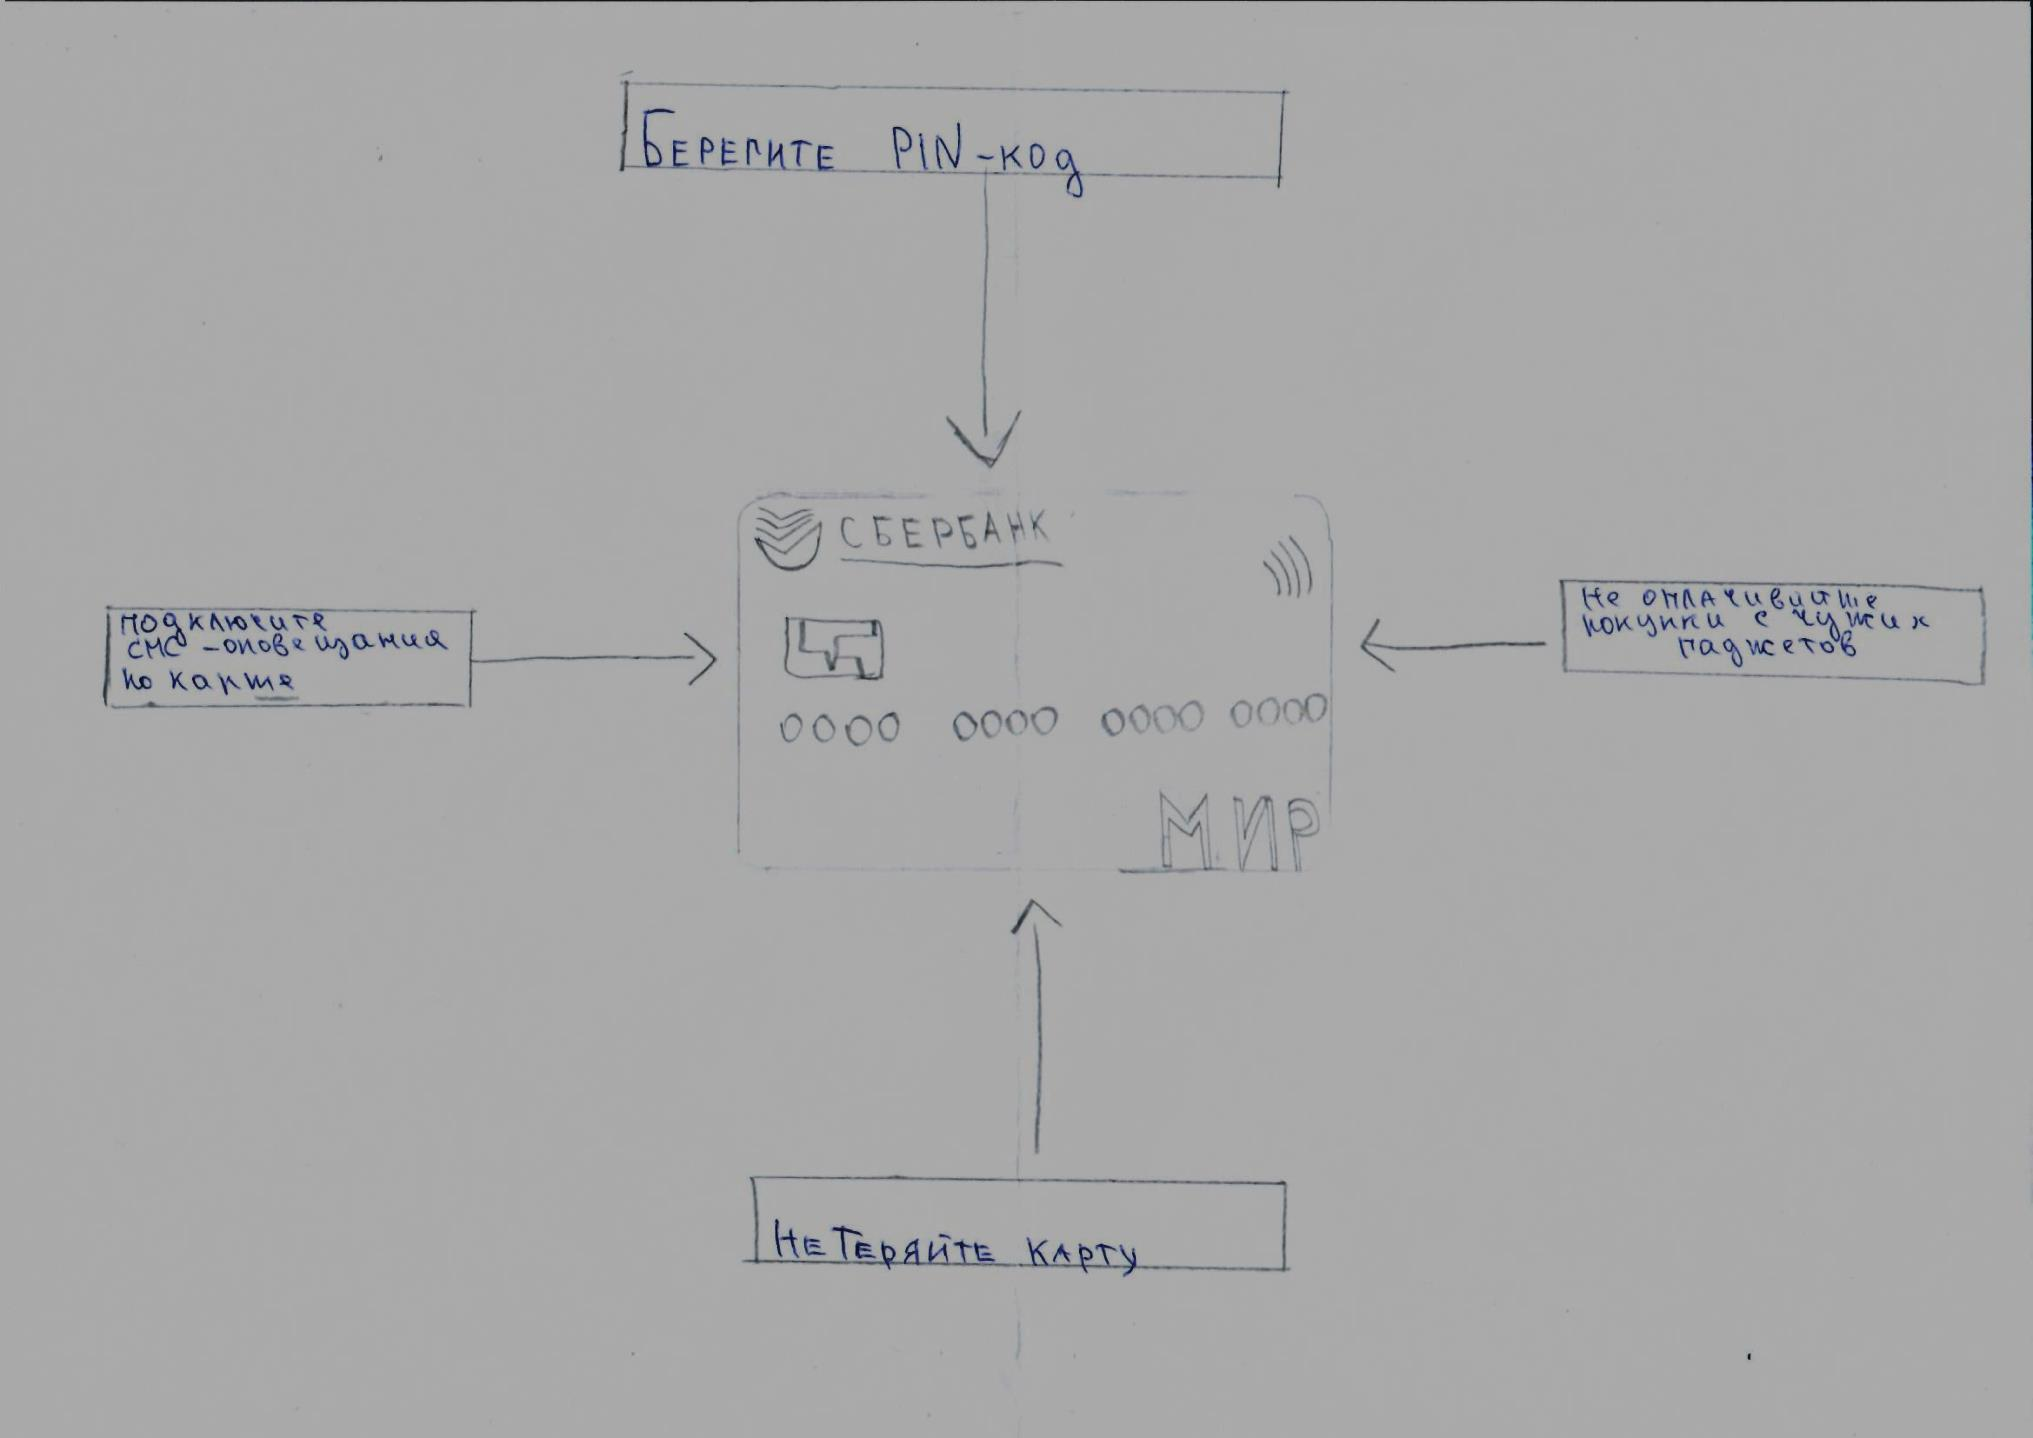 Берегите PIN-код
СБЕРБАНК
подключите
СМС-оповещания
по карте
Не оплачивайте
покупки с чужих
гаджетов
0000 0000 0000 0000
МИР
Не Теряйте карту